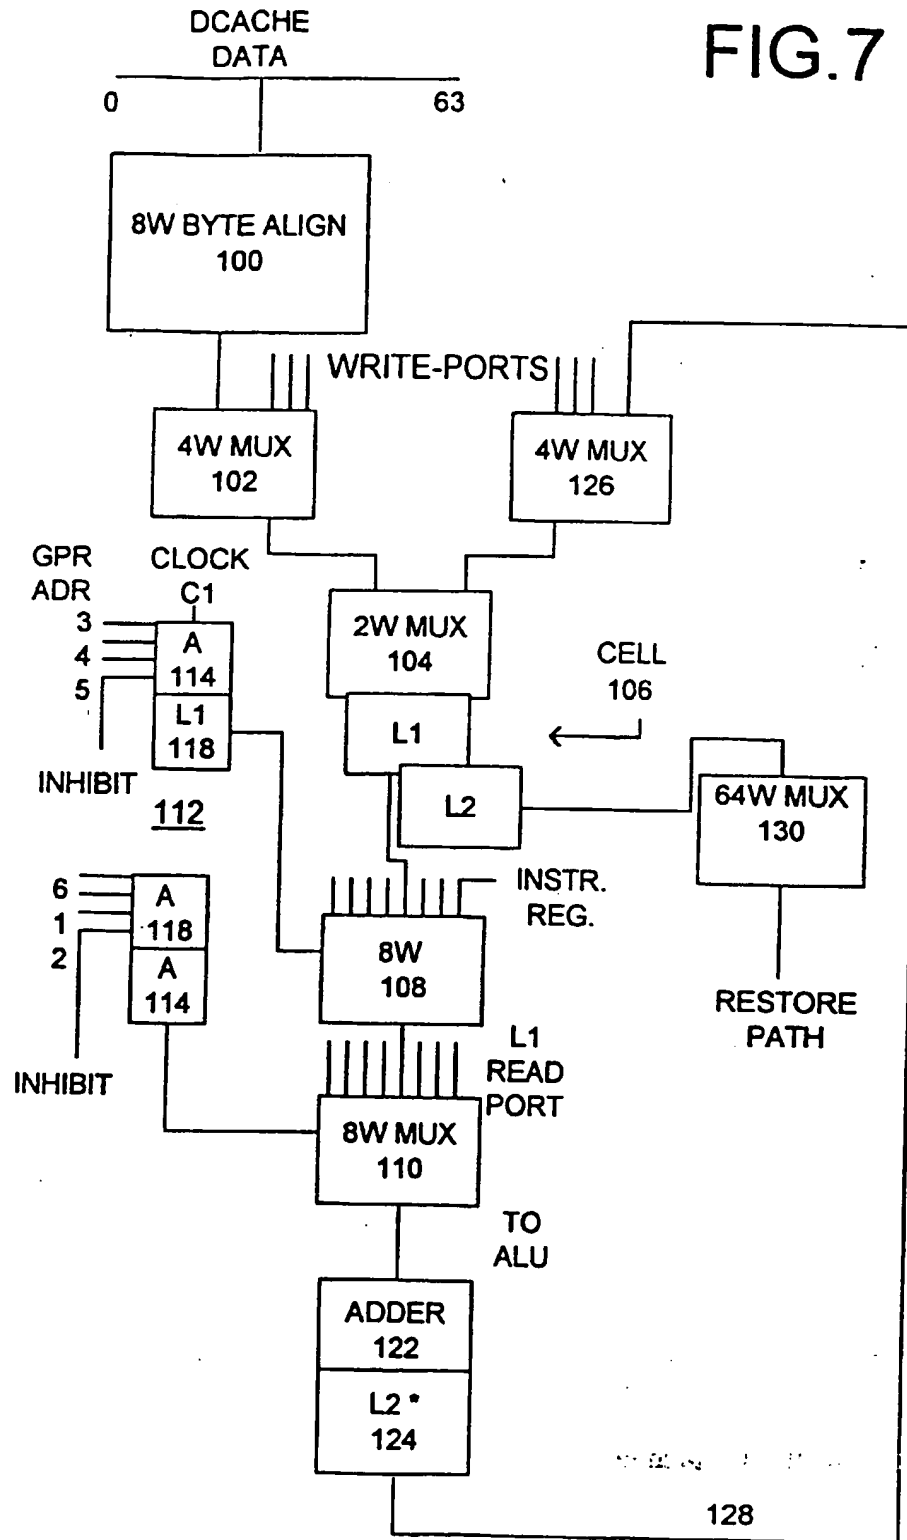 DCACHE
DATA
FIG.7
0
63
8W BYTE ALIGN
100
WRITE-PORTS
4W MUX
102
4W MUX
126
GPR
ADR
CLOCK
C1
3
4
5
A
114
L1
118
INHIBIT
112
2W MUX
104
CELL
106
L1
L2
64W MUX
130
INSTR.
REG.
6
1
2
A
118
A
114
INHIBIT
8W
108
RESTORE
PATH
L1
READ
PORT
8W MUX
110
TO
ALU
ADDER
122
L2 *
124
128